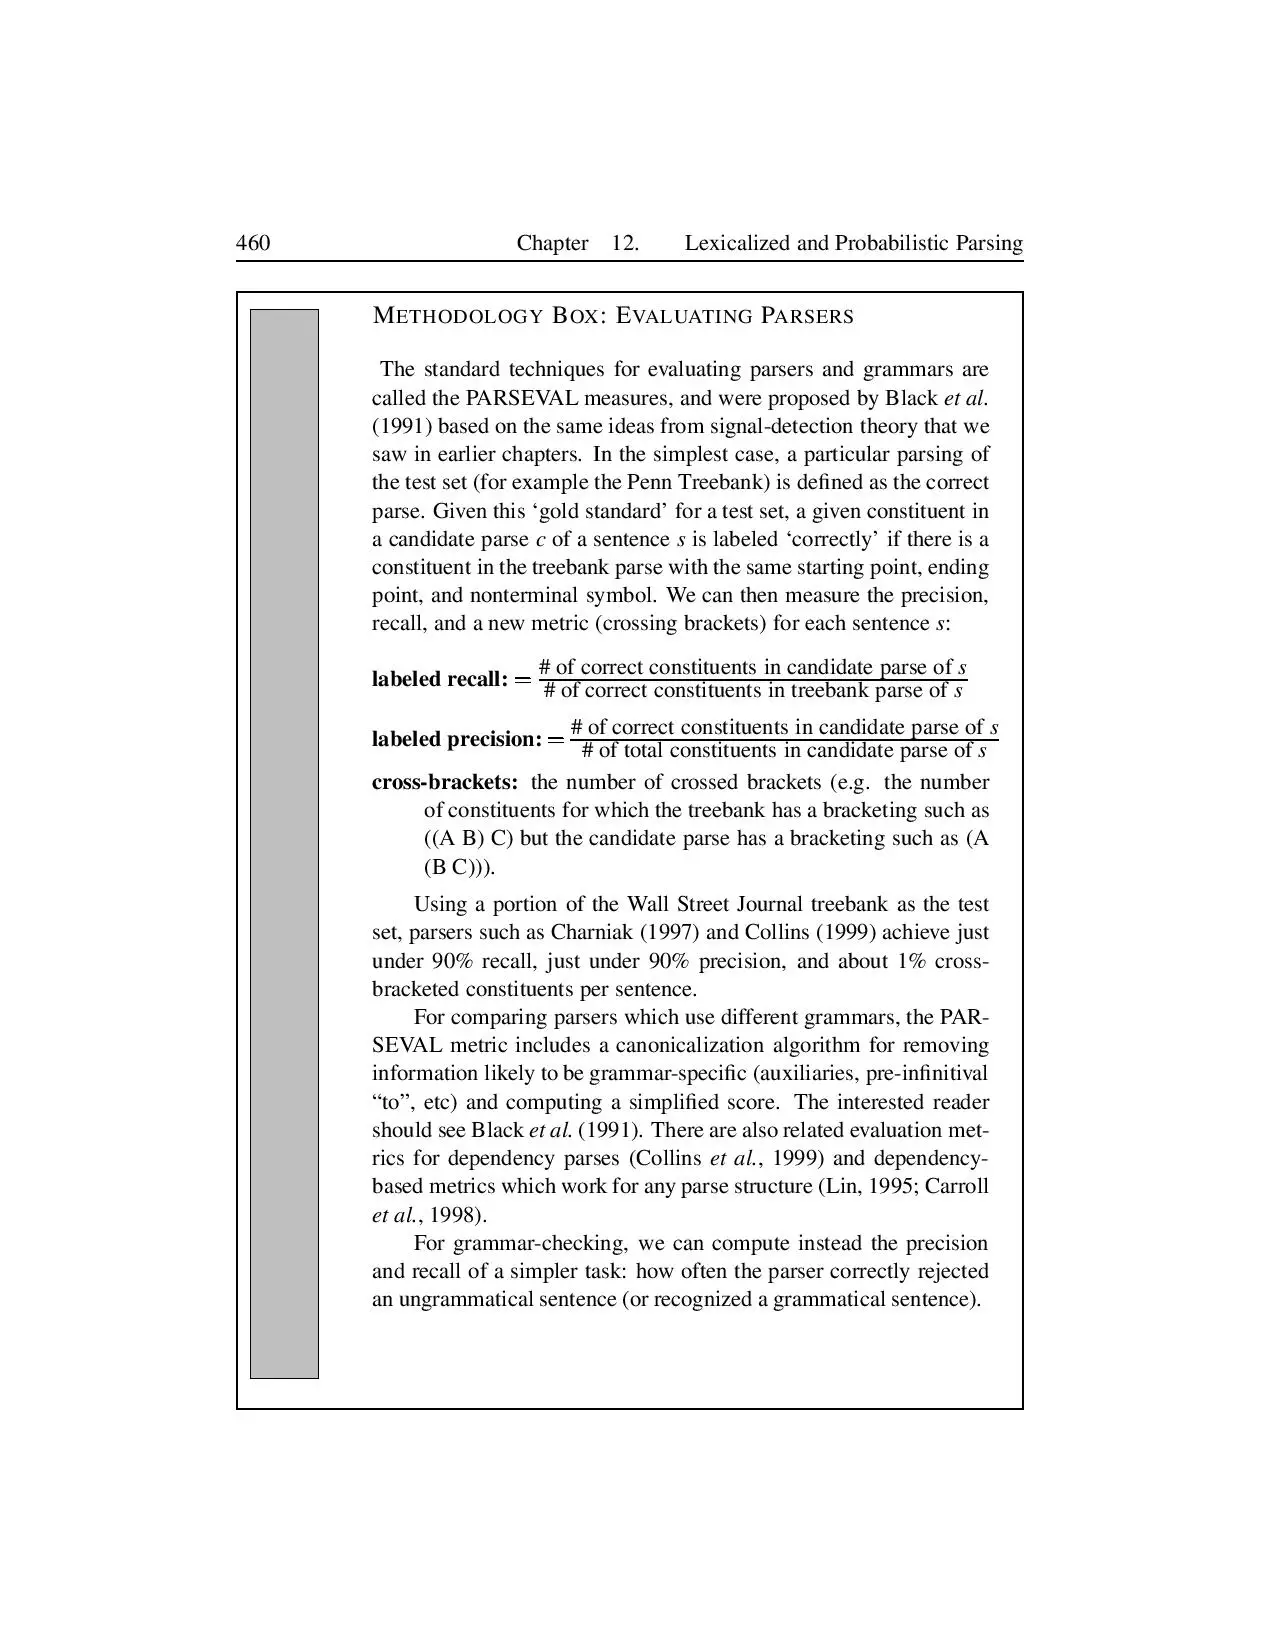 460 Chapter 12. Lexicalized and Probabilistic Parsing
METHODOLOGY BOX: EVALUATING PARSERS
The standard techniques for evaluating parsers and grammars are
called the PARSEVAL measures, and were proposed by Black et al.
(1991) based on the same ideas from signal-detection theory that we
saw in earlier chapters. In the simplest case, a particular parsing of
the test set (for example the Penn Treebank) is defined as the correct
parse. Given this ‘gold standard’ for a test set, a given constituent in
a candidate parse c of a sentence s is labeled ‘correctly’ if there is a
constituent in the treebank parse with the same starting point, ending
point, and nonterminal symbol. We can then measure the precision,
recall, and a new metric (crossing brackets) for each sentence s:
labeled recall: = # of correct constituents in candidate parse of s
# of correct constituents in treebank parse of s
labeled precision: = # of correct constituents in candidate parse of s
# of total constituents in candidate parse of s
cross-brackets: the number of crossed brackets (e.g. the number
of constituents for which the treebank has a bracketing such as
((A B) C) but the candidate parse has a bracketing such as (A
(B C))).
Using a portion of the Wall Street Journal treebank as the test
set, parsers such as Charniak (1997) and Collins (1999) achieve just
under 90% recall, just under 90% precision, and about 1% cross-
bracketed constituents per sentence.
For comparing parsers which use different grammars, the PAR-
SEVAL metric includes a canonicalization algorithm for removing
information likely to be grammar-specific (auxiliaries, pre-infinitival
“to”, etc) and computing a simplified score. The interested reader
should see Black et al. (1991). There are also related evaluation met-
rics for dependency parses (Collins et al., 1999) and dependency-
based metrics which work for any parse structure (Lin, 1995; Carroll
et al., 1998).
For grammar-checking, we can compute instead the precision
and recall of a simpler task: how often the parser correctly rejected
an ungrammatical sentence (or recognized a grammatical sentence).